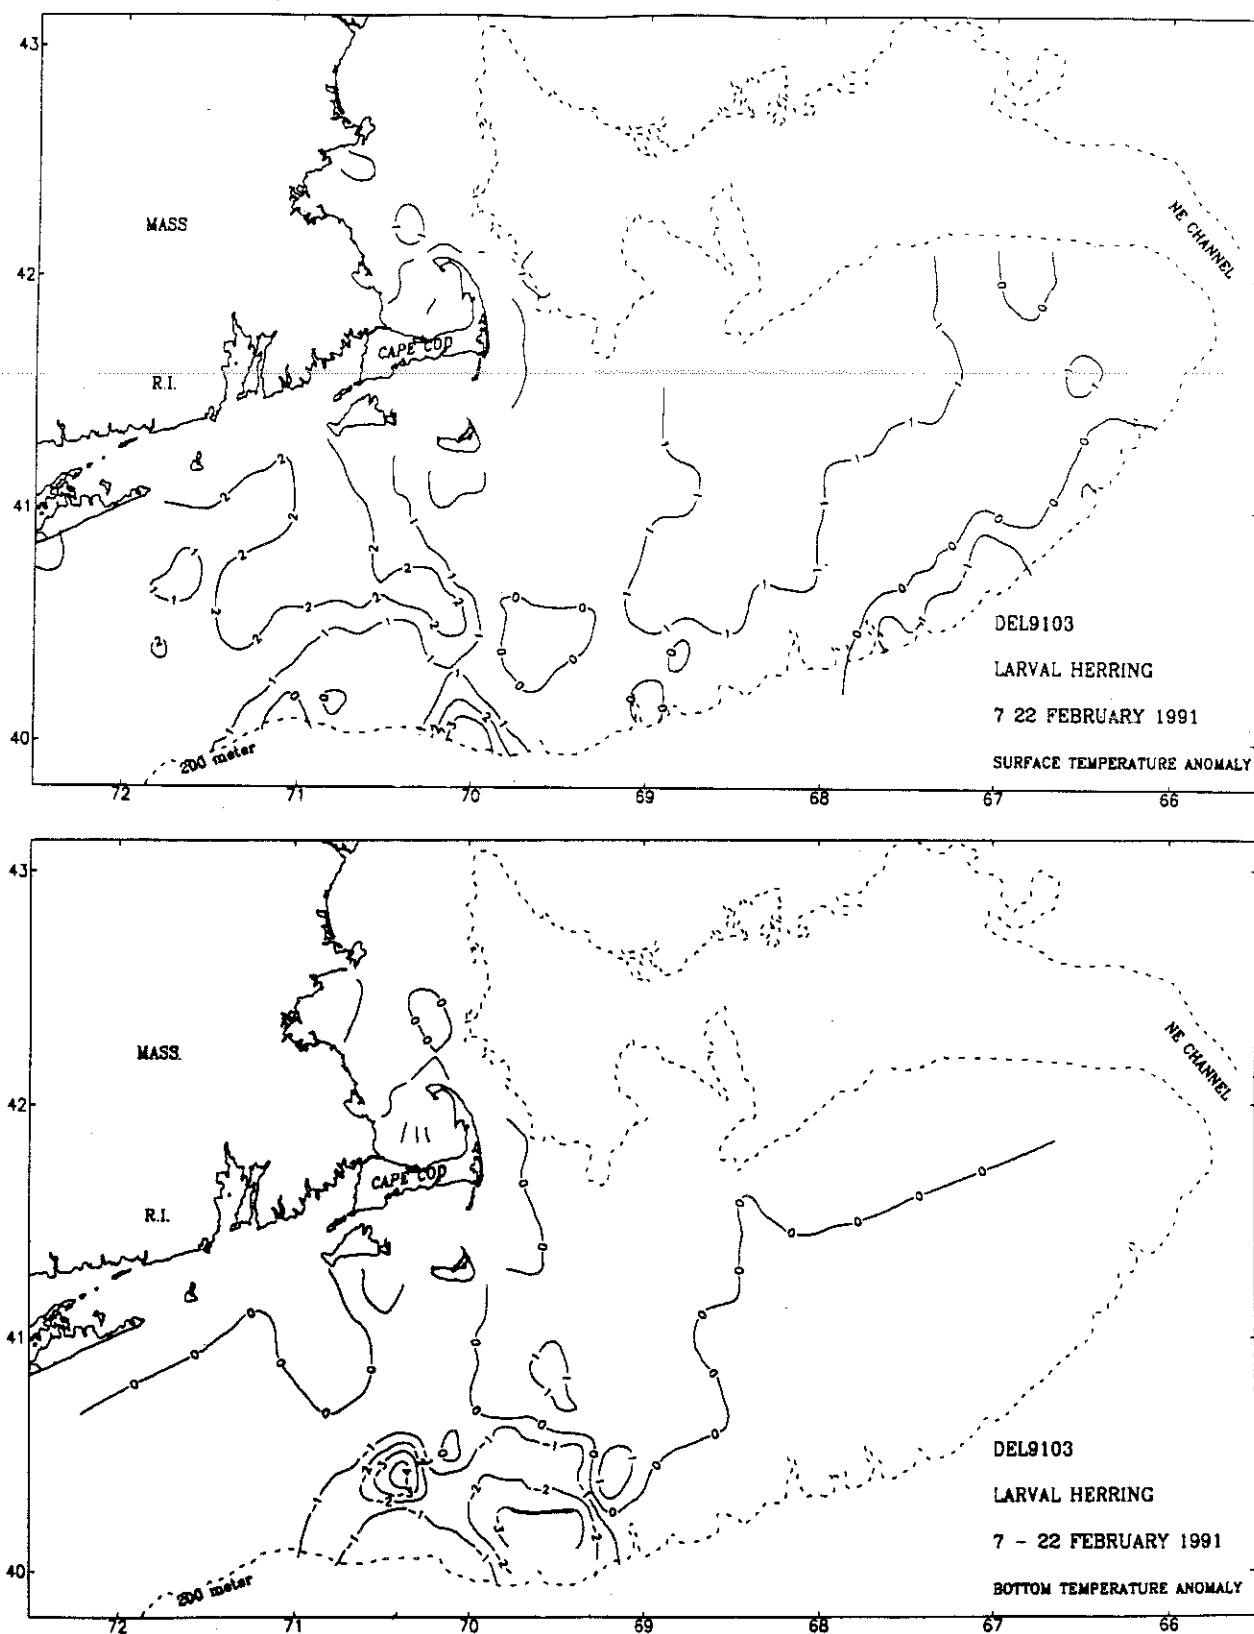 43
MASS
NE CHANNEL
42
CAPE COD
R.I.
41
DEL9103
LARVAL HERRING
7 22 FEBRUARY 1991
40
200 meter
SURFACE TEMPERATURE ANOMALY
72 71 70 69 68 67 66
43
MASS.
NE CHANNEL
42
CAPE COD
R.I.
41
DEL9103
LARVAL HERRING
7 - 22 FEBRUARY 1991
40
200 meter
BOTTOM TEMPERATURE ANOMALY
72 71 70 69 68 67 66